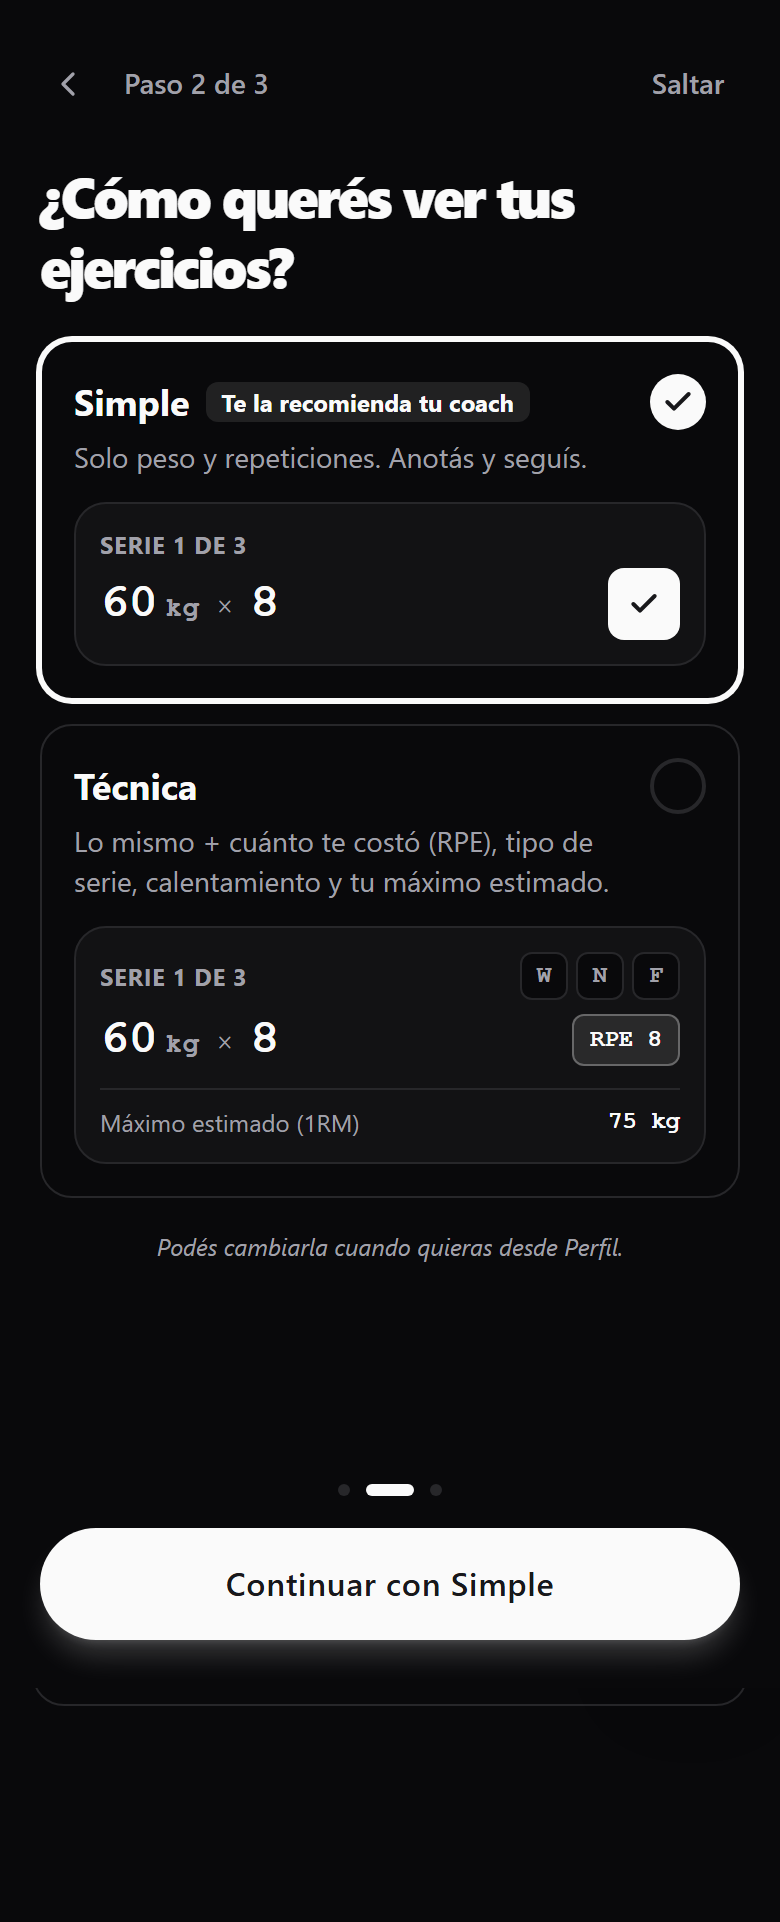 Paso 2 de 3
Saltar
¿Cómo querés ver tus
ejercicios?
Simple
Te la recomienda tu coach
Solo peso y repeticiones. Anotás y seguís.
SERIE 1 DE 3
60 kg × 8
Técnica
Lo mismo + cuánto te costó (RPE), tipo de
serie, calentamiento y tu máximo estimado.
SERIE 1 DE 3
W N F
60 kg × 8
RPE 8
Máximo estimado (1RM)
75 kg
Podés cambiarla cuando quieras desde Perfil.
Continuar con Simple